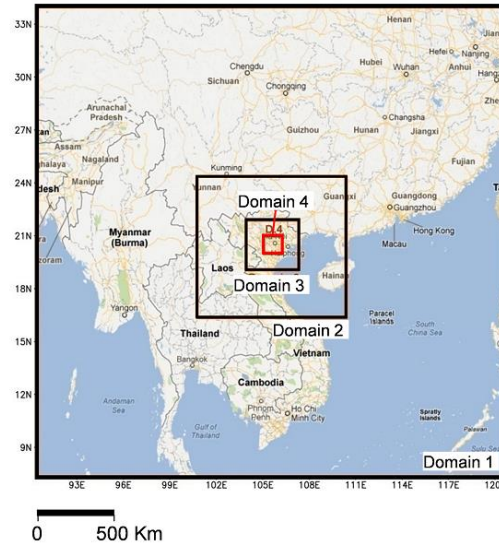 33N
30N
27N
24N
21N
18N
15N
12N
9N
Henan
Jiangsu
Hefei
Nanjing
Chengdu
Hubei
Wuhan
Anhui
Sichuan
Chongqing
Arunachal
Pradesh
Changsha
Hunan
Jiangxi
Assam
Nagaland
Guizhou
Manipur
Fujian
Kunming
Yunnan
Guangxi
Guangdong
Guangzhou
Domain 4
Hong Kong
Macau
Myanmar
(Burma)
Laos
Domain 3
Hainan
Domain 2
Yangon
Thailand
Paracel
Islands
South
China Sea
Bangkok
Vietnam
Cambodia
Andaman
Sea
Phnom
Penh
Ho Chi
Minh City
Gulf of
Thailand
Spratly
Islands
Palawan
Domain 1
93E 96E 99E 102E 105E 108E 111E 114E 117E
0 500 Km